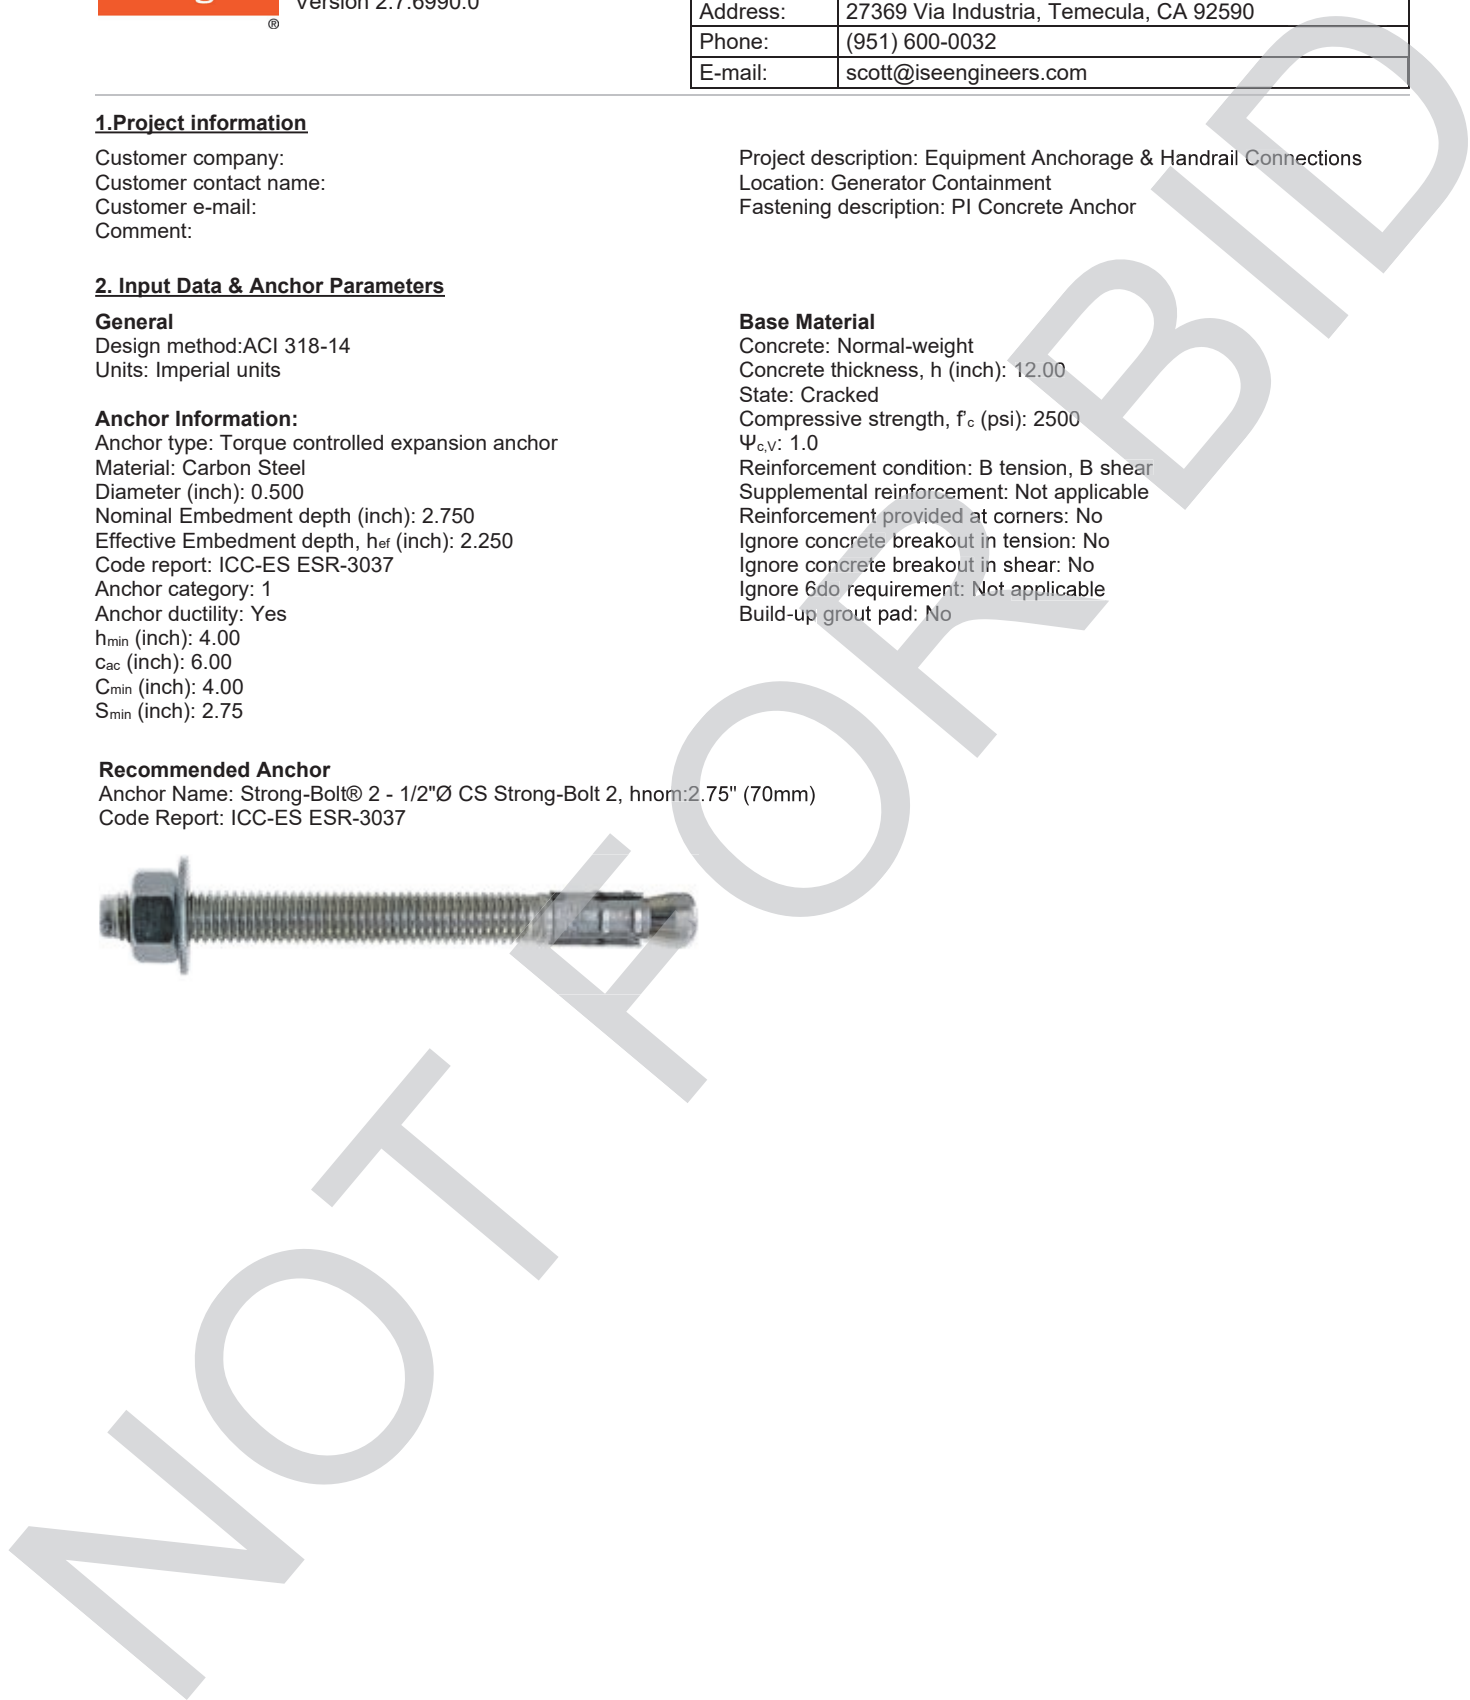 ®
Version 2.7.6990.0
Address: 27369 Via Industria, Temecula, CA 92590
Phone: (951) 600-0032
E-mail: scott@iseengineers.com
1.Project information
Customer company:
Customer contact name:
Customer e-mail:
Comment:
Project description: Equipment Anchorage & Handrail Connections
Location: Generator Containment
Fastening description: PI Concrete Anchor
2. Input Data & Anchor Parameters
General
Design method:ACI 318-14
Units: Imperial units
Anchor Information:
Anchor type: Torque controlled expansion anchor
Material: Carbon Steel
Diameter (inch): 0.500
Nominal Embedment depth (inch): 2.750
Effective Embedment depth, hef (inch): 2.250
Code report: ICC-ES ESR-3037
Anchor category: 1
Anchor ductility: Yes
hmin (inch): 4.00
cac (inch): 6.00
Cmin (inch): 4.00
Smin (inch): 2.75
Base Material
Concrete: Normal-weight
Concrete thickness, h (inch): 12.00
State: Cracked
Compressive strength, f'c (psi): 2500
Ψc,V: 1.0
Reinforcement condition: B tension, B shear
Supplemental reinforcement: Not applicable
Reinforcement provided at corners: No
Ignore concrete breakout in tension: No
Ignore concrete breakout in shear: No
Ignore 6do requirement: Not applicable
Build-up grout pad: No
Recommended Anchor
Anchor Name: Strong-Bolt® 2 - 1/2"Ø CS Strong-Bolt 2, hnom:2.75" (70mm)
Code Report: ICC-ES ESR-3037
NOT FOR BID